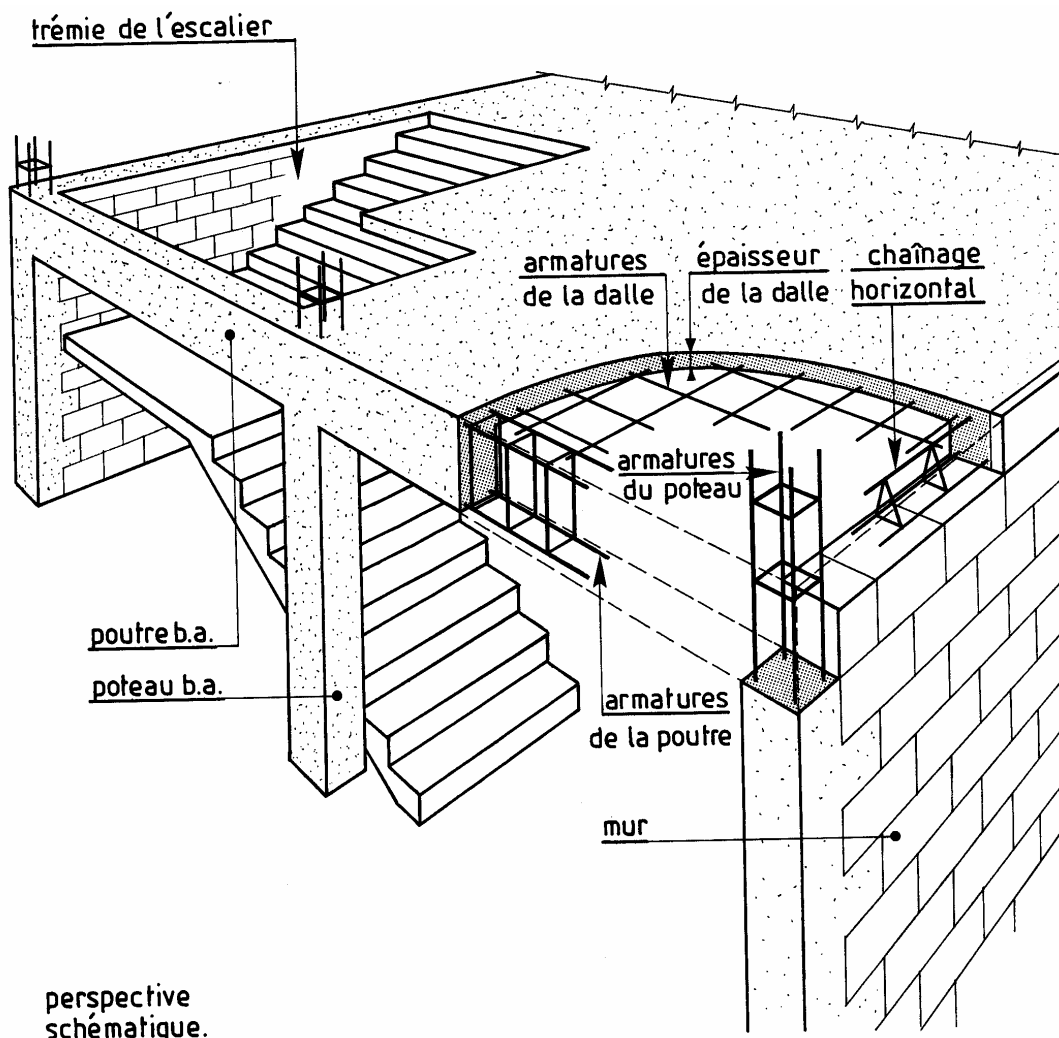 trémie de l'escalier
armatures
de la dalle
épaisseur
de la dalle
chaînage
horizontal
armatures
du poteau
poutre b.a.
poteau b.a.
armatures
de la poutre
mur
perspective
schématique.